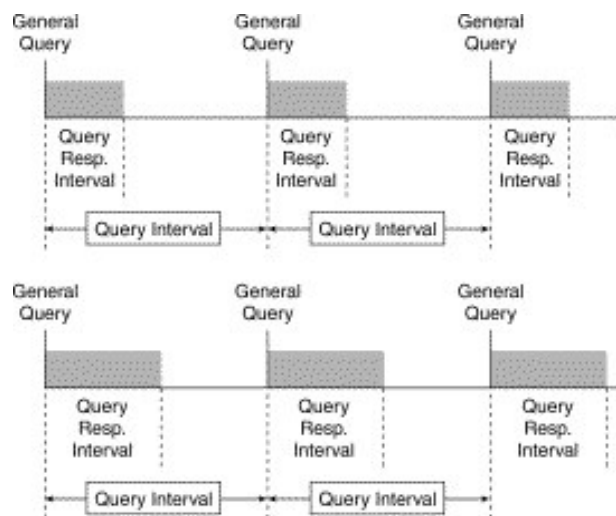 General General General
Query Query Query
Query Query Query
Resp. Resp. Resp.
Interval Interval Interval
Query Interval Query Interval
General General General
Query Query Query
Query Query Query
Resp. Resp. Resp.
Interval Interval Interval
Query Interval Query Interval